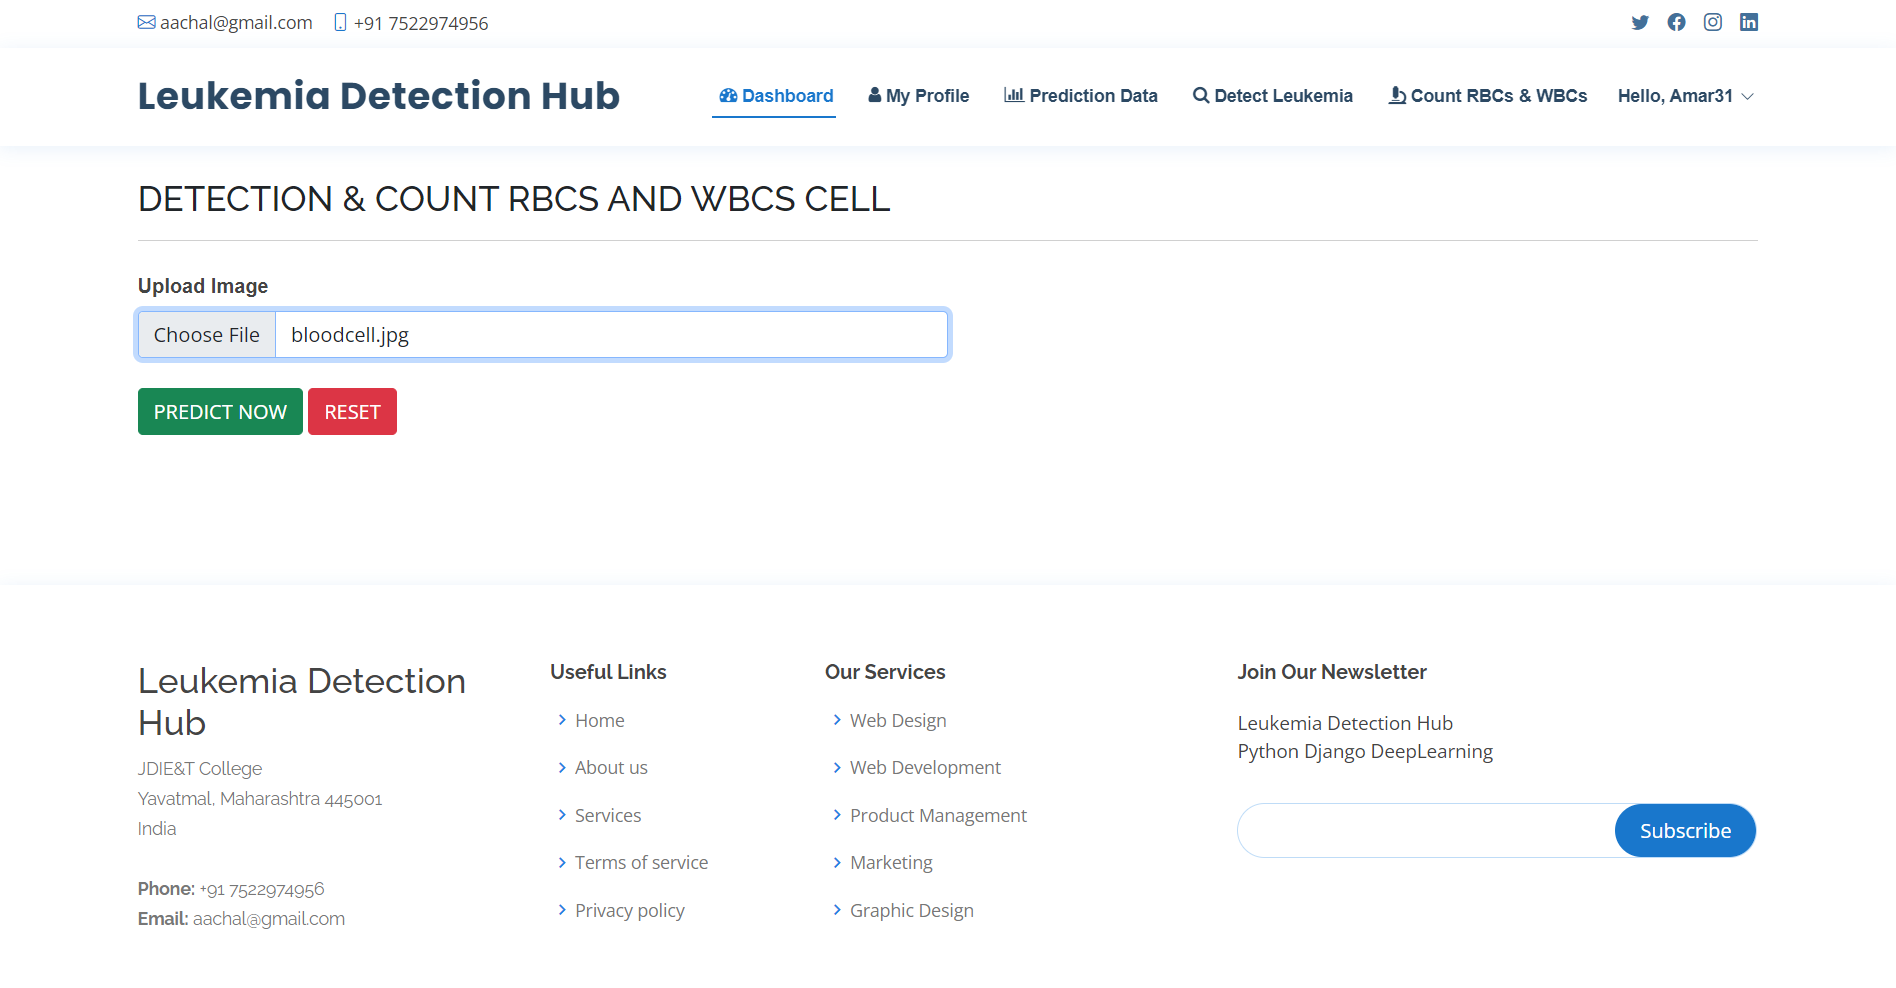 aachal@gmail.com +91 7522974956
Leukemia Detection Hub
Dashboard My Profile Prediction Data Detect Leukemia Count RBCs & WBCs Hello, Amar31
DETECTION & COUNT RBCS AND WBCS CELL
Upload Image
Choose File bloodcell.jpg
PREDICT NOW RESET
Leukemia Detection
Hub
JDIE&T College
Yavatmal, Maharashtra 445001
India
Phone: +91 7522974956
Email: aachal@gmail.com
Useful Links
Home
About us
Services
Terms of service
Privacy policy
Our Services
Web Design
Web Development
Product Management
Marketing
Graphic Design
Join Our Newsletter
Leukemia Detection Hub
Python Django DeepLearning
Subscribe